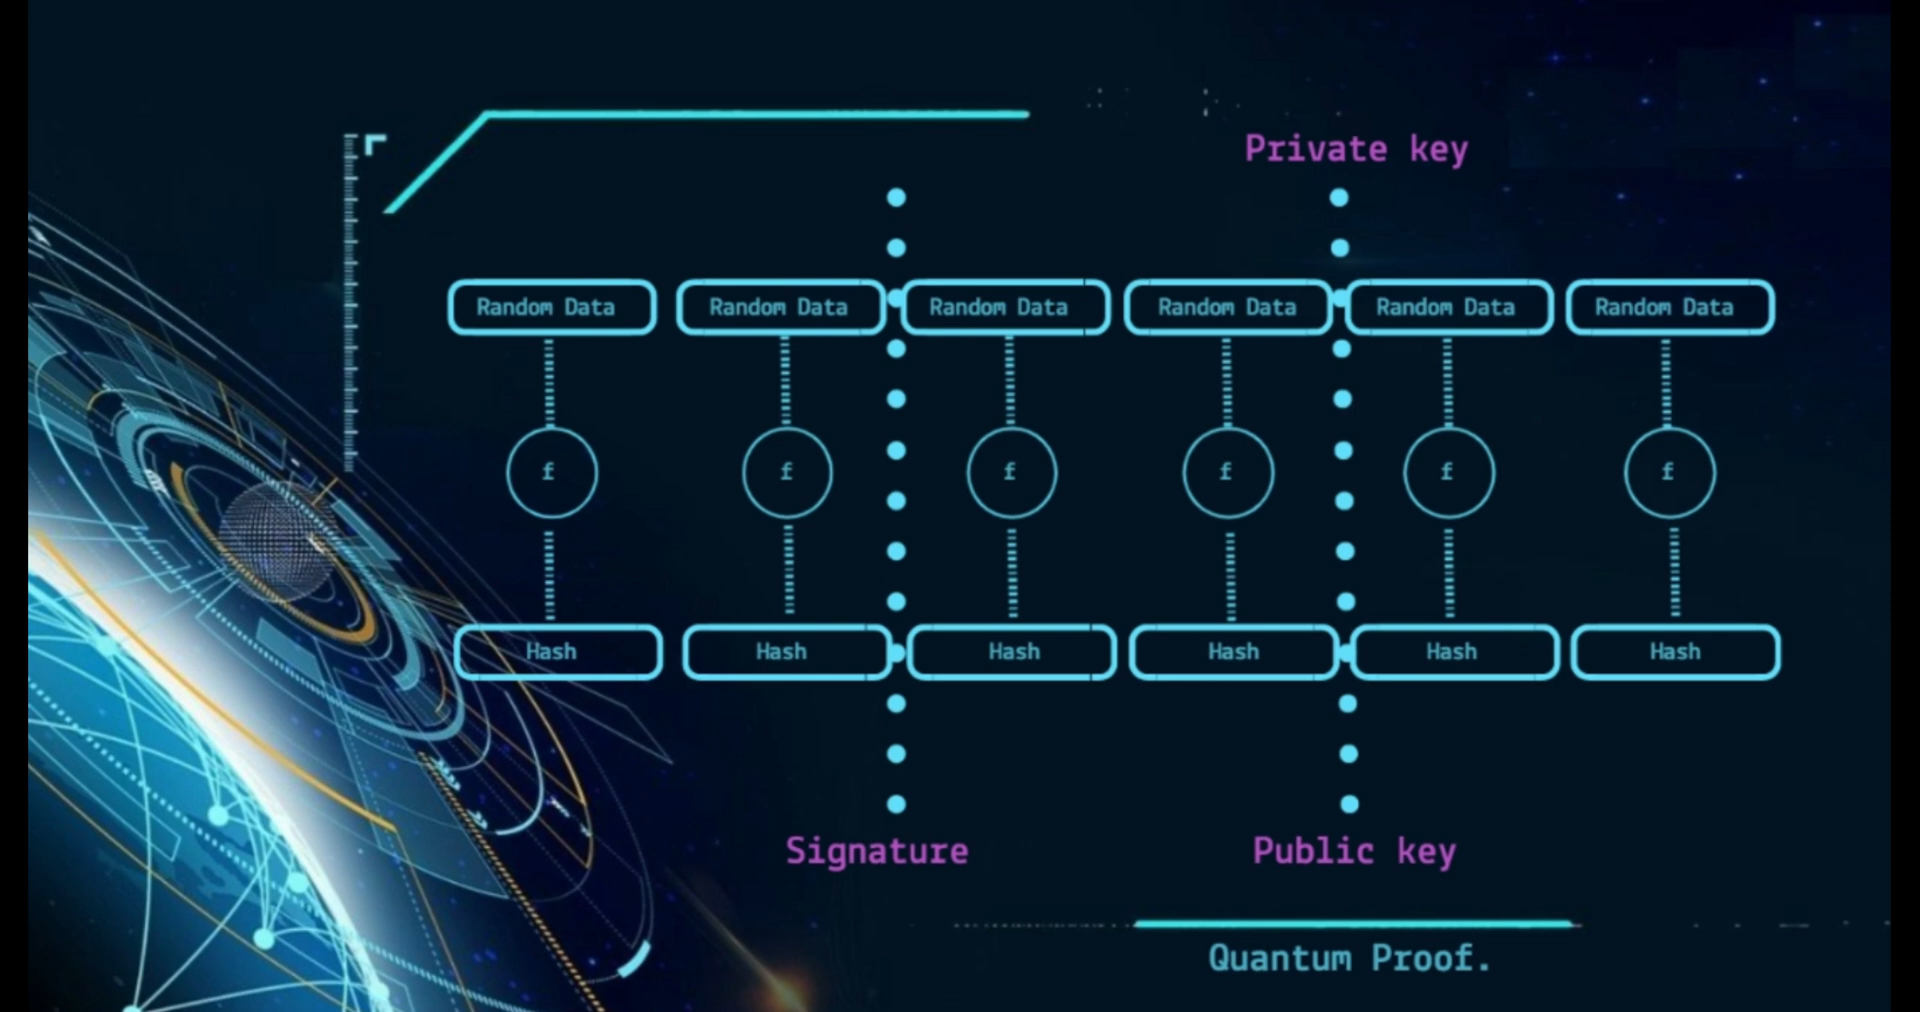 Private key
Random Data Random Data Random Data Random Data Random Data Random Data
f f f f f f
Hash Hash Hash Hash Hash Hash
Signature Public key
Quantum Proof.